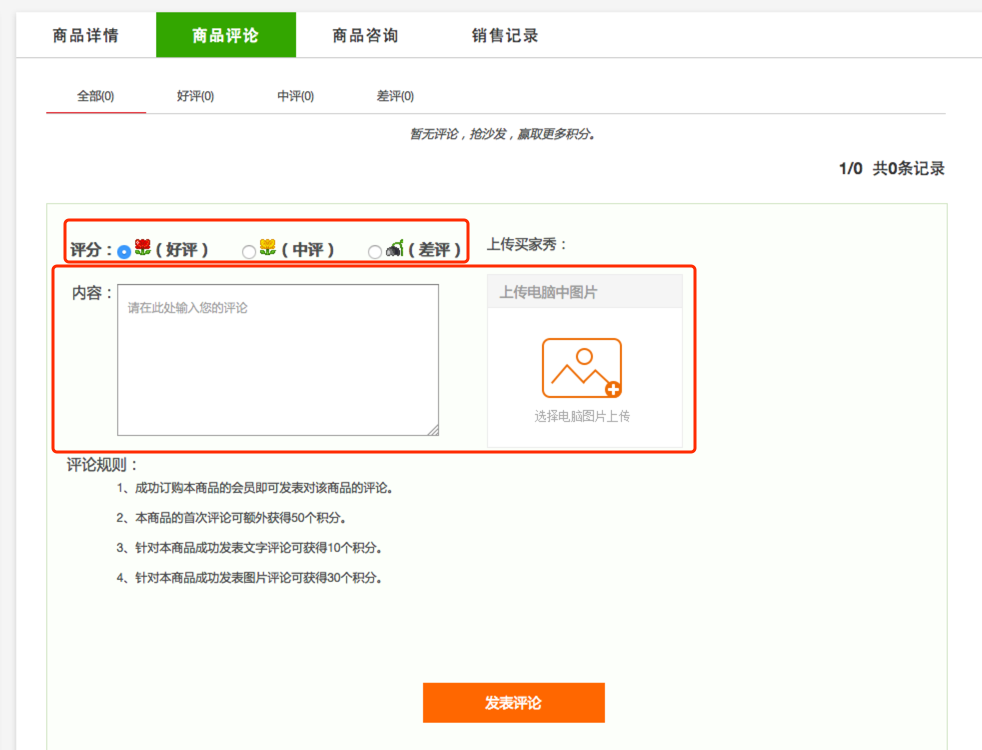 商品详情 商品评论 商品咨询 销售记录
全部(0) 好评(0) 中评(0) 差评(0)
暂无评论，抢沙发，赢取更多积分。
1/0 共0条记录
评分： (好评) (中评) (差评) 上传买家秀：
内容： 请在此处输入您的评论
上传电脑中图片
选择电脑图片上传
评论规则：
1、成功订购本商品的会员即可发表对该商品的评论。
2、本商品的首次评论可额外获得50个积分。
3、针对本商品成功发表文字评论可获得10个积分。
4、针对本商品成功发表图片评论可获得30个积分。
发表评论